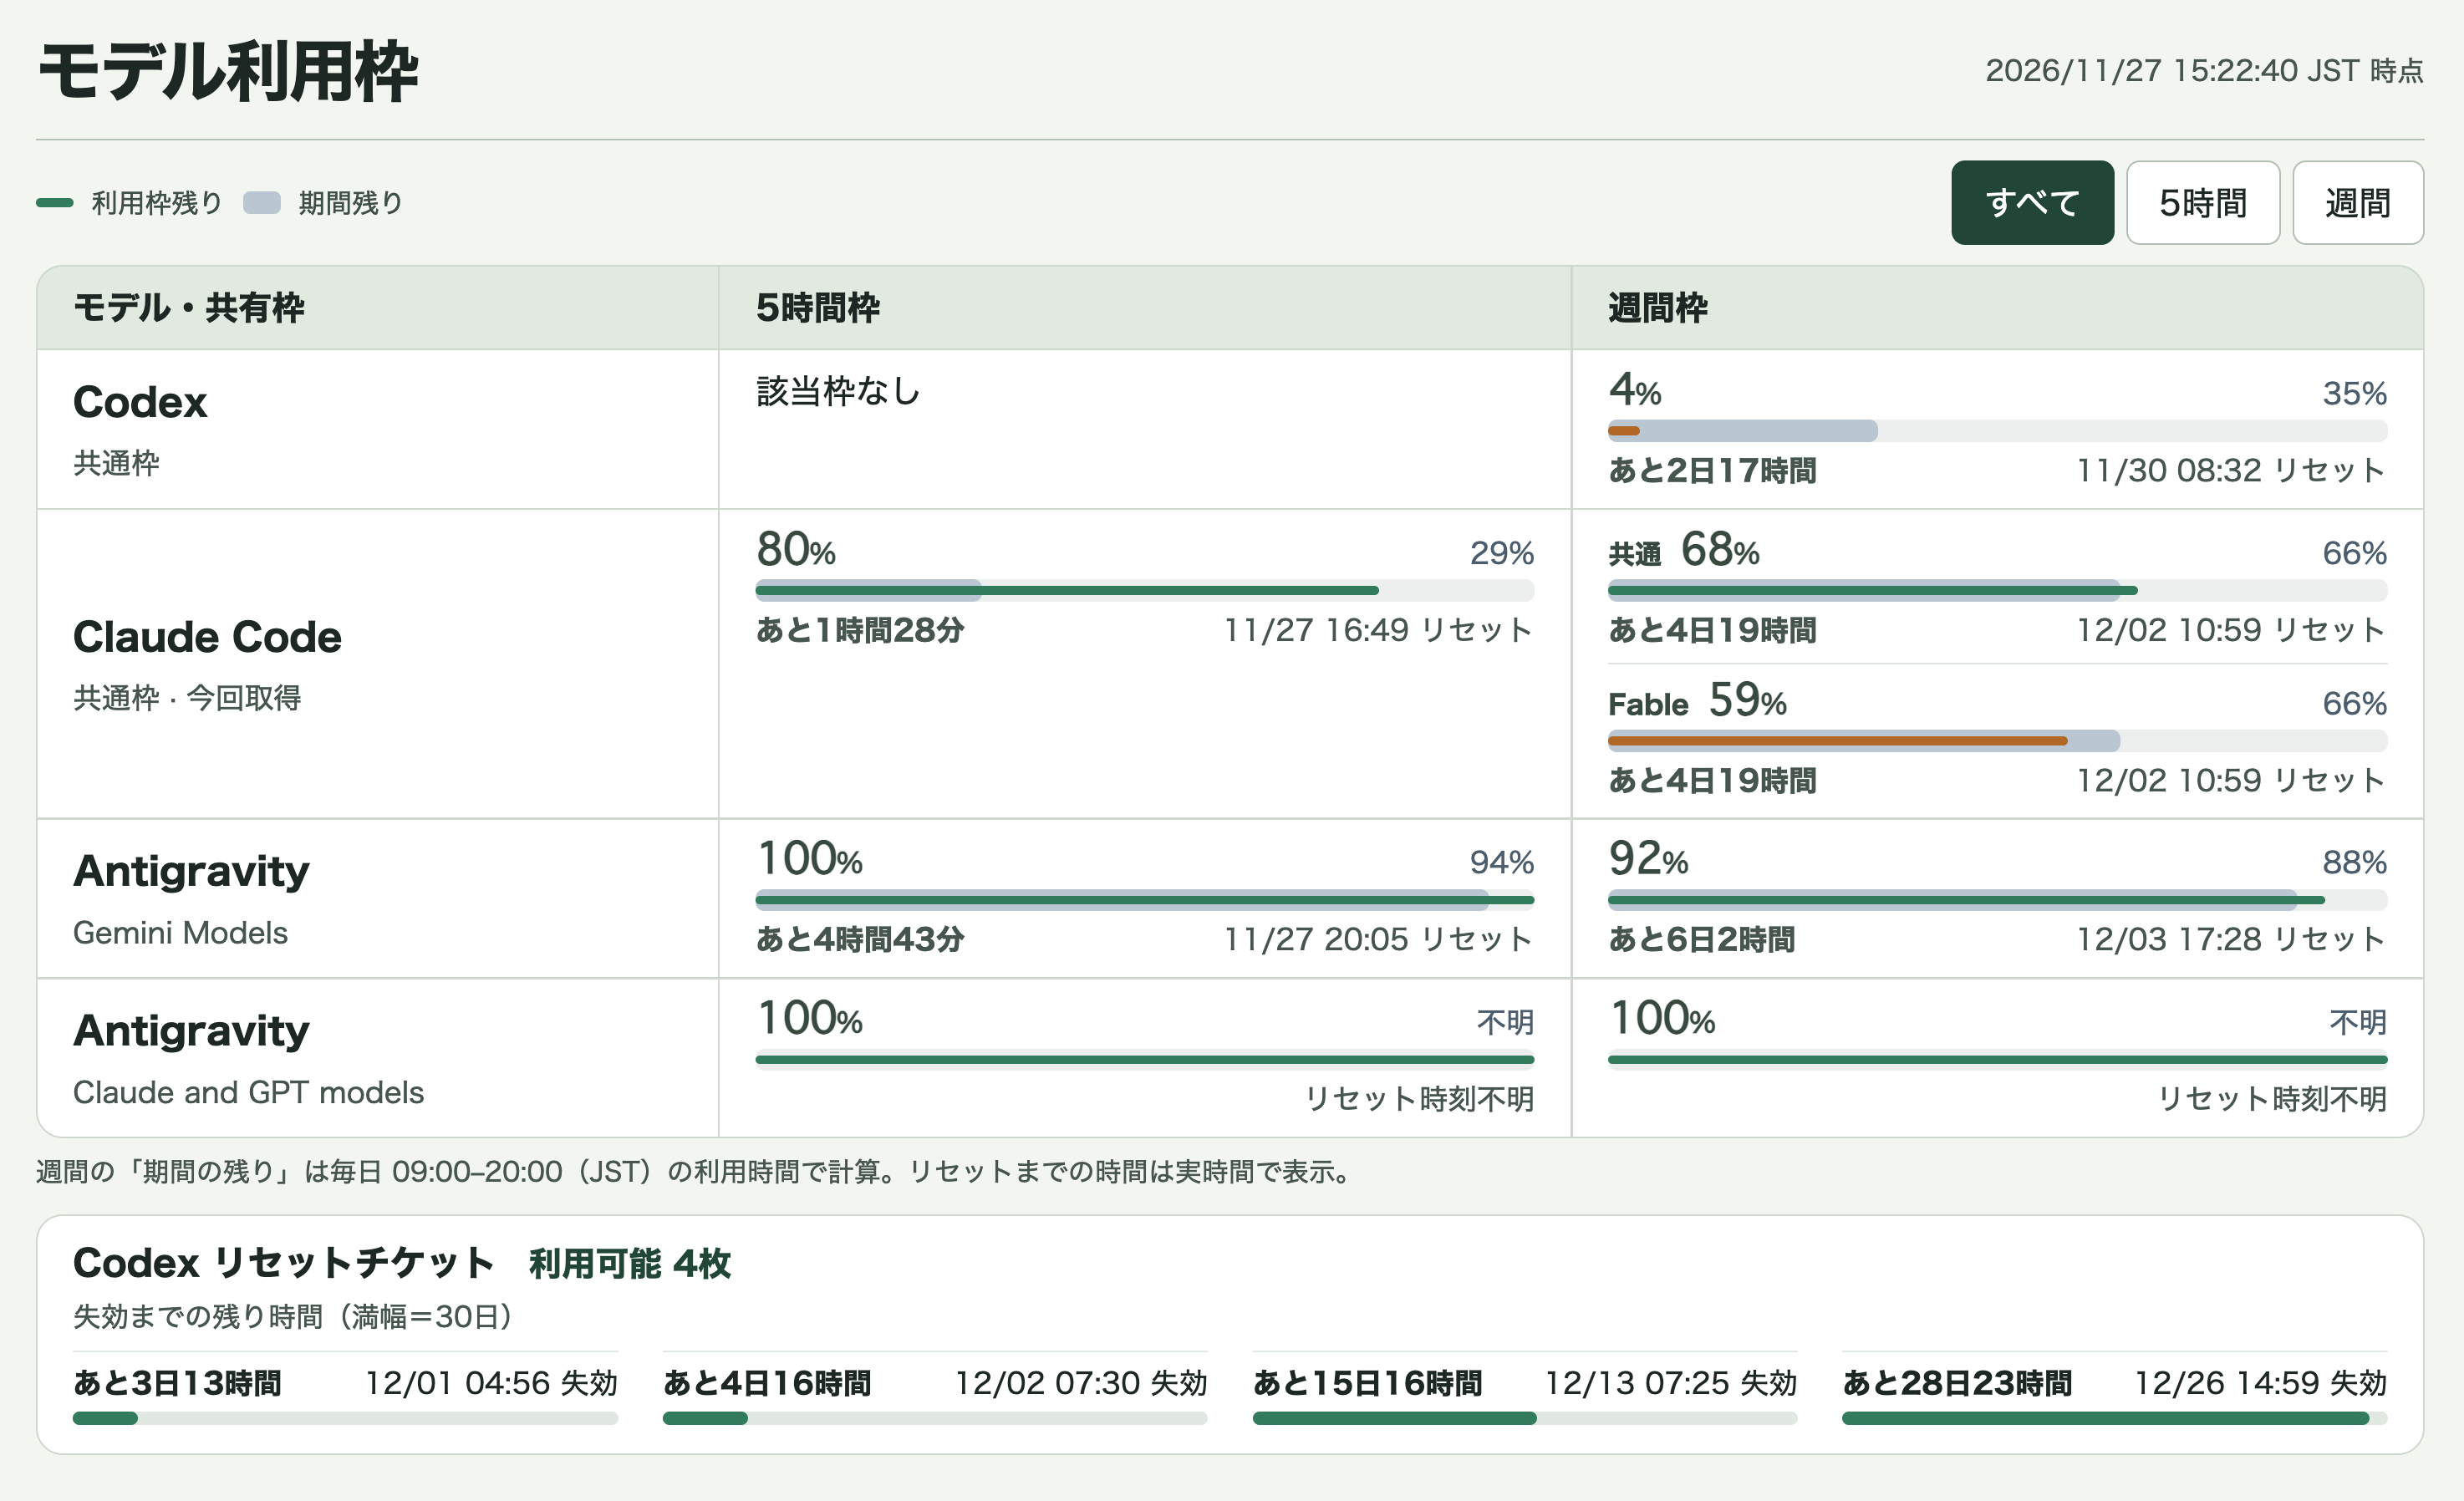 モデル利用枠
2026/11/27 15:22:40 JST 時点
利用枠残り 期間残り
すべて 5時間 週間
モデル・共有枠 5時間枠 週間枠
Codex
共通枠
該当枠なし
4% 35%
あと2日17時間 11/30 08:32 リセット
Claude Code
共通枠 · 今回取得
80% 29%
あと1時間28分 11/27 16:49 リセット
共通 68% 66%
あと4日19時間 12/02 10:59 リセット
Fable 59% 66%
あと4日19時間 12/02 10:59 リセット
Antigravity
Gemini Models
100% 94%
あと4時間43分 11/27 20:05 リセット
92% 88%
あと6日2時間 12/03 17:28 リセット
Antigravity
Claude and GPT models
100% 不明
リセット時刻不明
100% 不明
リセット時刻不明
週間の「期間の残り」は毎日 09:00–20:00（JST）の利用時間で計算。リセットまでの時間は実時間で表示。
Codex リセットチケット 利用可能 4枚
失効までの残り時間（満幅＝30日）
あと3日13時間 12/01 04:56 失効
あと4日16時間 12/02 07:30 失効
あと15日16時間 12/13 07:25 失効
あと28日23時間 12/26 14:59 失効